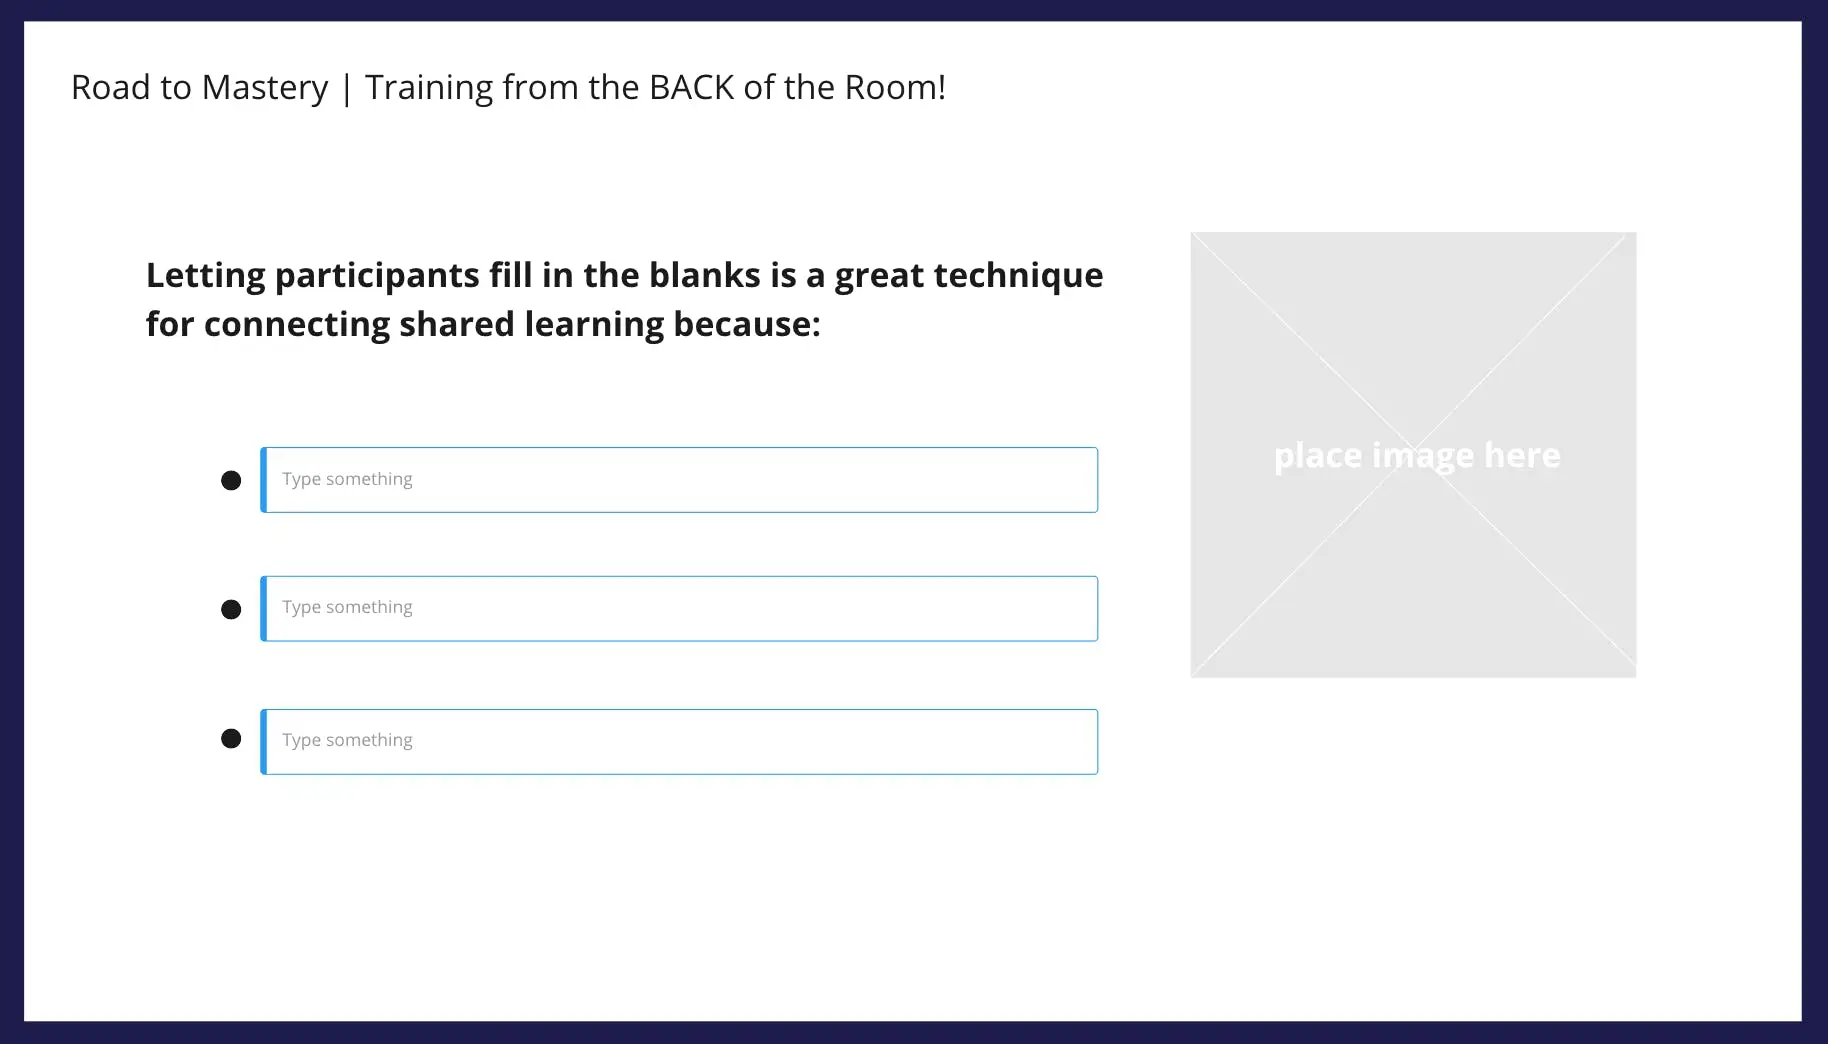 Road to Mastery | Training from the BACK of the Room!
Letting participants fill in the blanks is a great technique
for connecting shared learning because:
Type something
place image here
Type something
Type something